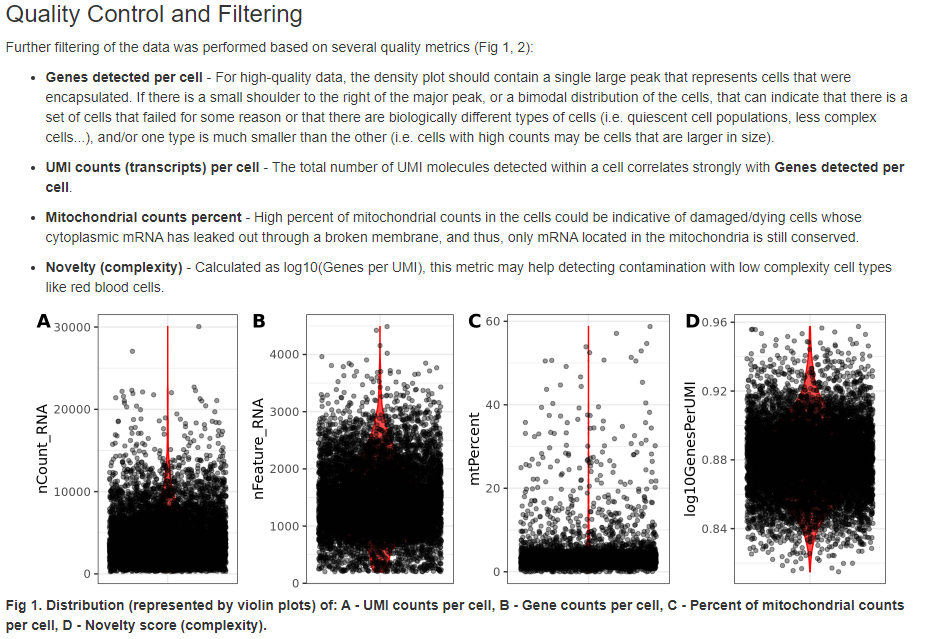 Quality Control and Filtering
Further filtering of the data was performed based on several quality metrics (Fig 1, 2):
• Genes detected per cell - For high-quality data, the density plot should contain a single large peak that represents cells that were
encapsulated. If there is a small shoulder to the right of the major peak, or a bimodal distribution of the cells, that can indicate that there is a
set of cells that failed for some reason or that there are biologically different types of cells (i.e. quiescent cell populations, less complex
cells...), and/or one type is much smaller than the other (i.e. cells with high counts may be cells that are larger in size).
• UMI counts (transcripts) per cell - The total number of UMI molecules detected within a cell correlates strongly with Genes detected per
cell.
• Mitochondrial counts percent - High percent of mitochondrial counts in the cells could be indicative of damaged/dying cells whose
cytoplasmic mRNA has leaked out through a broken membrane, and thus, only mRNA located in the mitochondria is still conserved.
• Novelty (complexity) - Calculated as log10(Genes per UMI), this metric may help detecting contamination with low complexity cell types
like red blood cells.
A
nCount_RNA
30000
20000
10000
0
B
nFeature_RNA
4000
3000
2000
1000
0
C
mtPercent
60
40
20
0
D
log10GenesPerUMI
0.96
0.92
0.88
0.84
Fig 1. Distribution (represented by violin plots) of: A - UMI counts per cell, B - Gene counts per cell, C - Percent of mitochondrial counts
per cell, D - Novelty score (complexity).